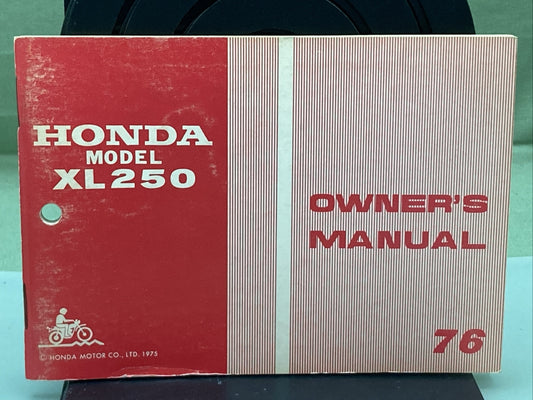 HONDA
MODEL
XL250
© HONDA MOTOR CO., LTD. 1975
OWNER'S
MANUAL
76